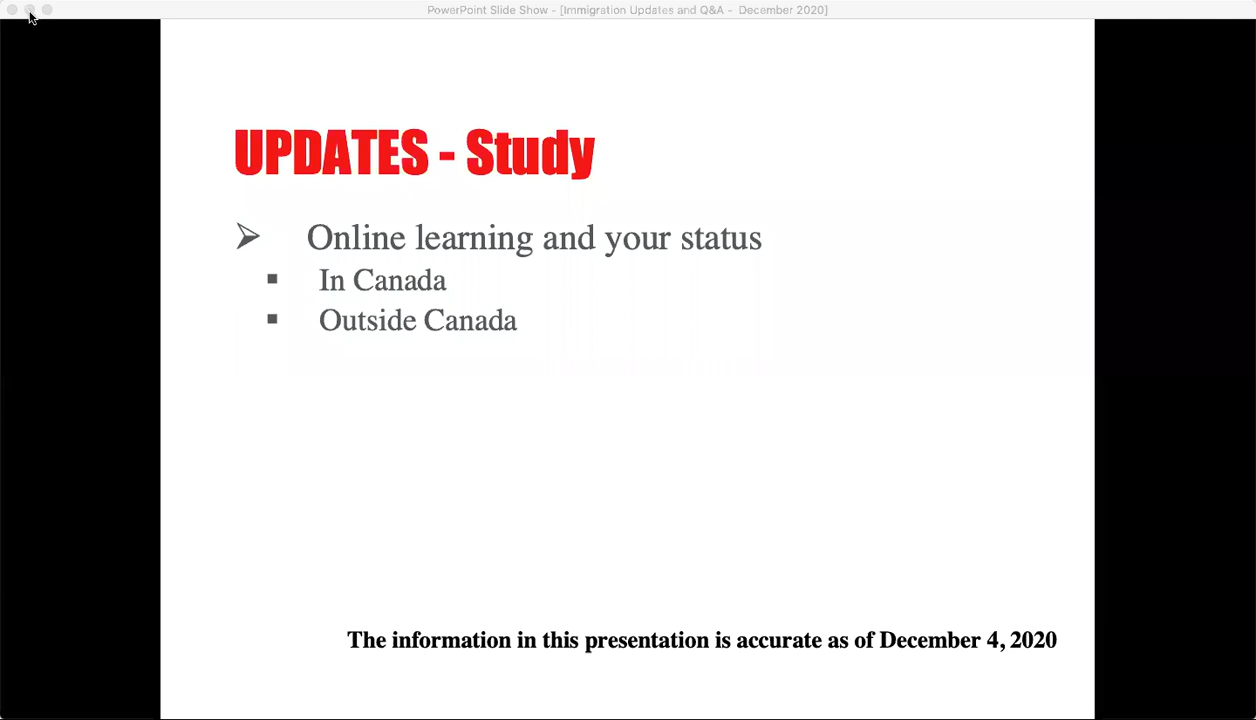 PowerPoint Slide Show - [Immigration Updates and Q&A - December 2020]
UPDATES - Study
➢ Online learning and your status
▪ In Canada
▪ Outside Canada
The information in this presentation is accurate as of December 4, 2020